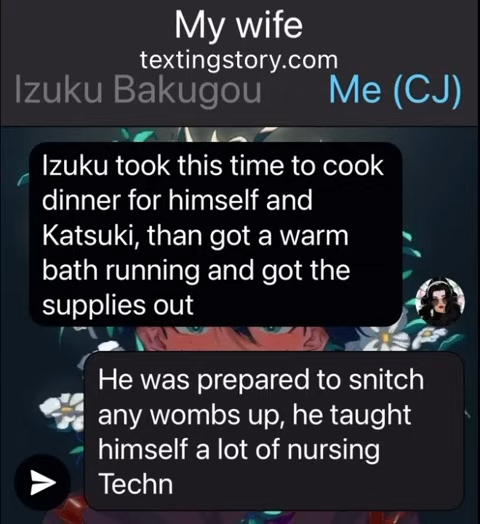 My wife
textingstory.com
Izuku Bakugou Me (CJ)
Izuku took this time to cook
dinner for himself and
Katsuki, than got a warm
bath running and got the
supplies out
He was prepared to snitch
any wombs up, he taught
himself a lot of nursing
Techn